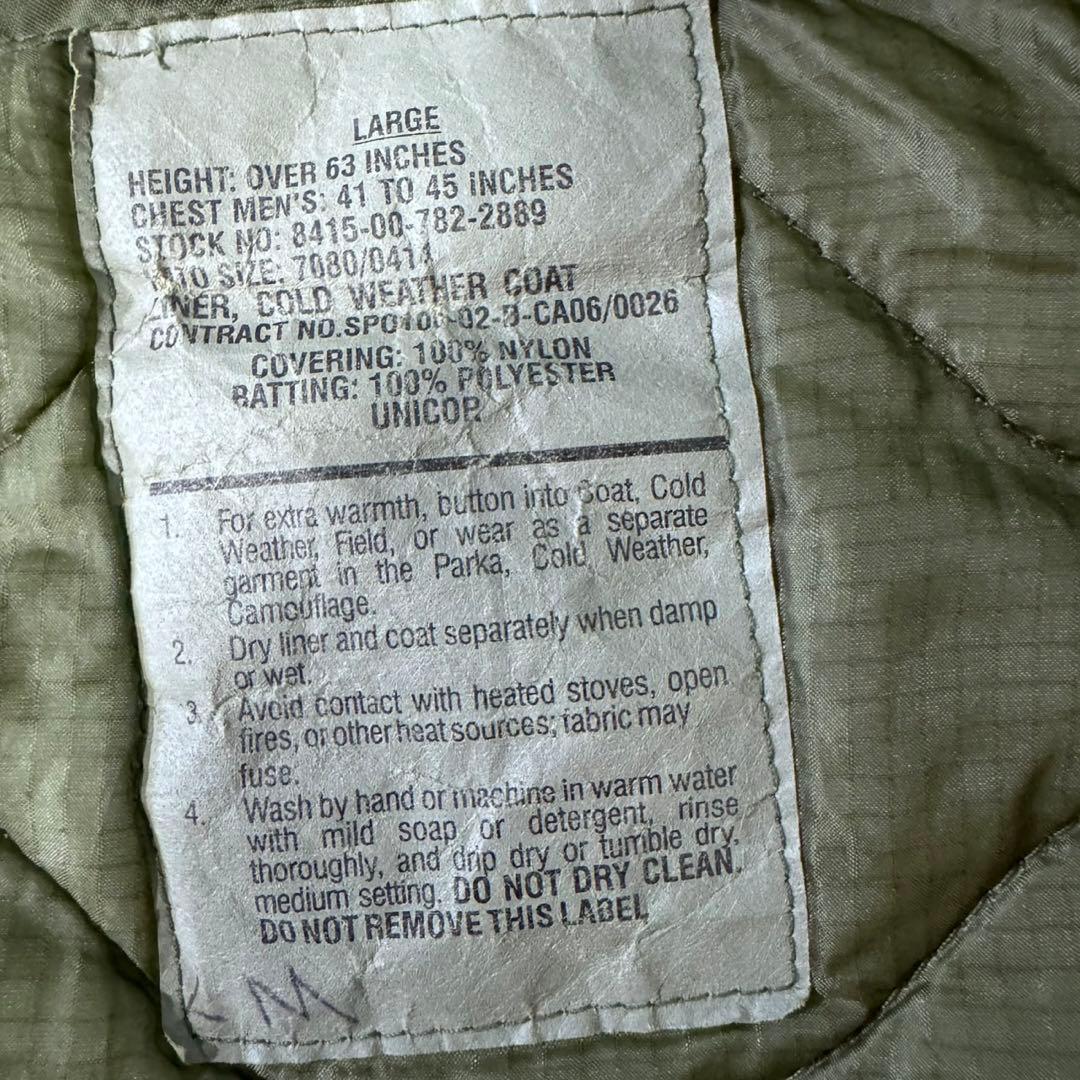 LARGE
HEIGHT: OVER 63 INCHES
CHEST MEN'S: 41 TO 45 INCHES
STOCK NO: 8415-00-782-2889
SIZE: 7080/0414
LINER, COLD WEATHER COAT
CONTRACT NO.SPO100-02-D-CA06/0026
COVERING: 100% NYLON
BATTING: 100% POLYESTER
UNICOR
1. For extra warmth, button into Coat, Cold
Weather, Field, or wear as a separate
garment in the Parka, Cold Weather,
Camouflage.
2. Dry liner and coat separately when damp
or wet.
3. Avoid contact with heated stoves, open
fires, or other heat sources; fabric may
fuse.
4. Wash by hand or machine in warm water
with mild soap or detergent, rinse
thoroughly, and drip dry or tumble dry,
medium setting. DO NOT DRY CLEAN.
DO NOT REMOVE THIS LABEL